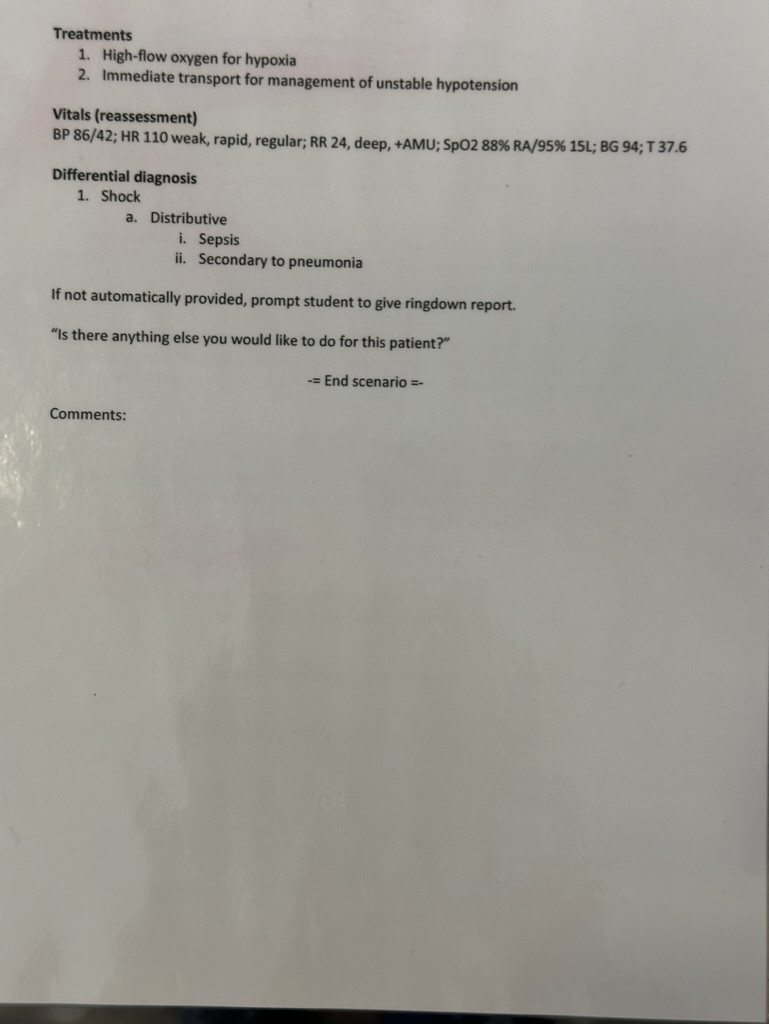 Treatments
1. High-flow oxygen for hypoxia
2. Immediate transport for management of unstable hypotension
Vitals (reassessment)
BP 86/42; HR 110 weak, rapid, regular; RR 24, deep, +AMU; SpO2 88% RA/95% 15L; BG 94; T 37.6
Differential diagnosis
1. Shock
a. Distributive
i. Sepsis
ii. Secondary to pneumonia
If not automatically provided, prompt student to give ringdown report.
“Is there anything else you would like to do for this patient?”
-= End scenario =-
Comments: